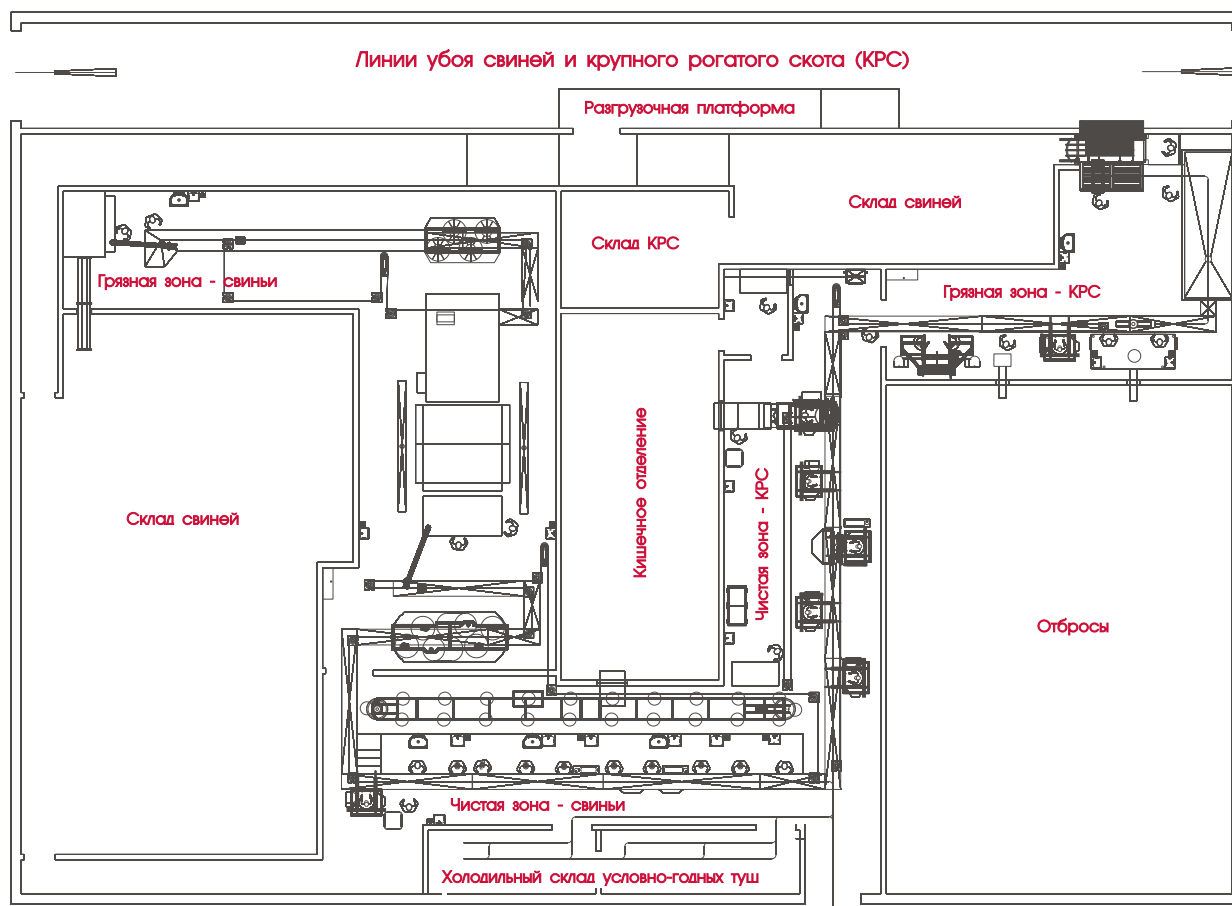 Линии убоя свиней и крупного рогатого скота (КРС)
Разгрузочная платформа
Склад свиней
Склад КРС
Грязная зона - свиньи
Грязная зона - КРС
Кишечное отделение
Чистая зона - КРС
Склад свиней
Отбросы
Чистая зона - свиньи
Холодильный склад условно-годных туш